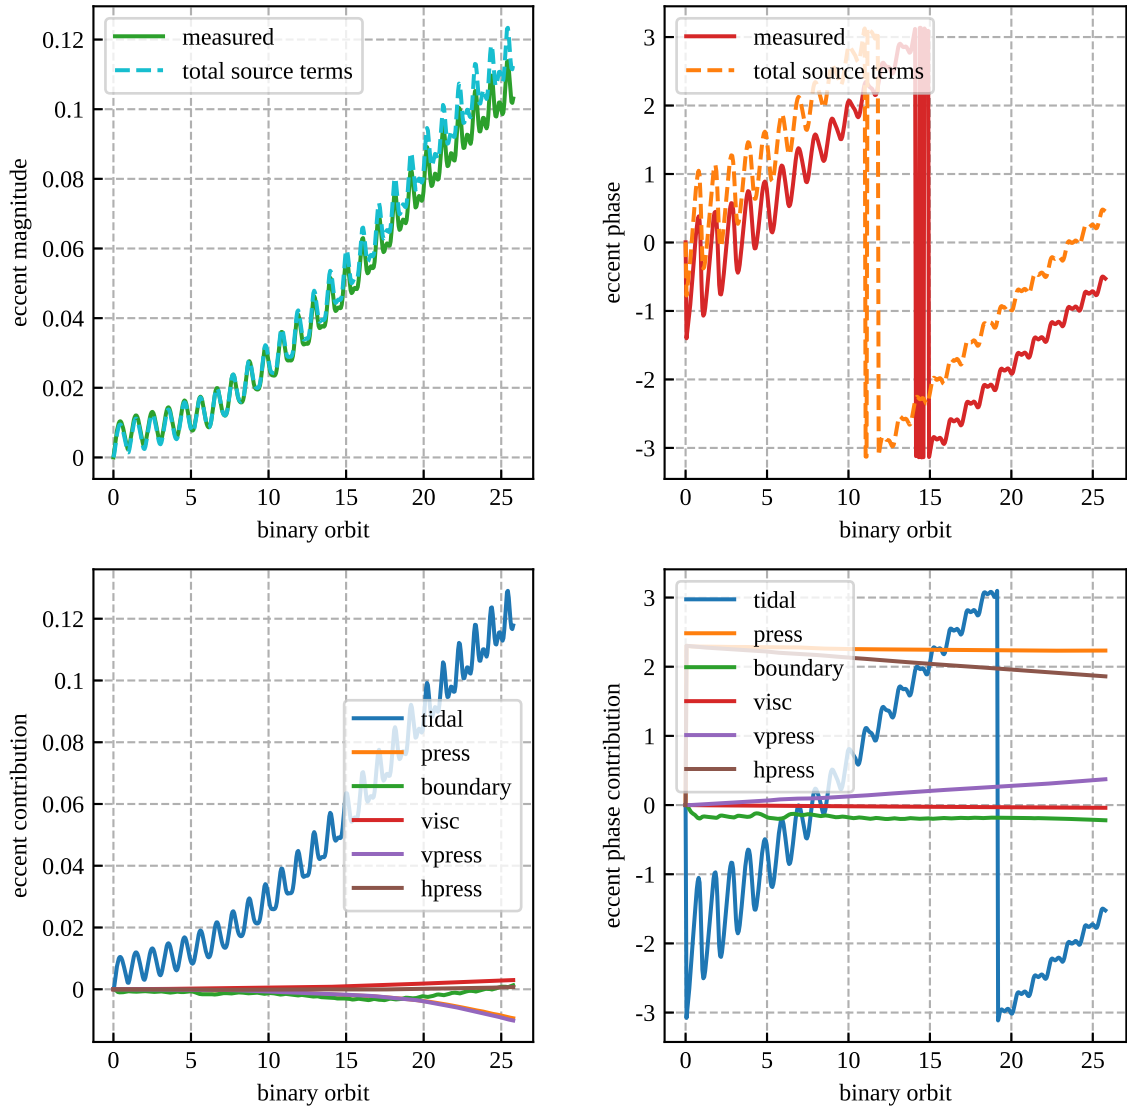 measured
total source terms
0.12
0.1
0.08
0.06
0.04
0.02
0
eccent magnitude
0
5
10
15
20
25
binary orbit
measured
total source terms
3
2
1
0
-1
-2
-3
eccent phase
0
5
10
15
20
25
binary orbit
0.12
0.1
0.08
0.06
0.04
0.02
0
eccent contribution
tidal
press
boundary
visc
vpress
hpress
0
5
10
15
20
25
binary orbit
tidal
press
boundary
visc
vpress
hpress
3
2
1
0
-1
-2
-3
eccent phase contribution
0
5
10
15
20
25
binary orbit